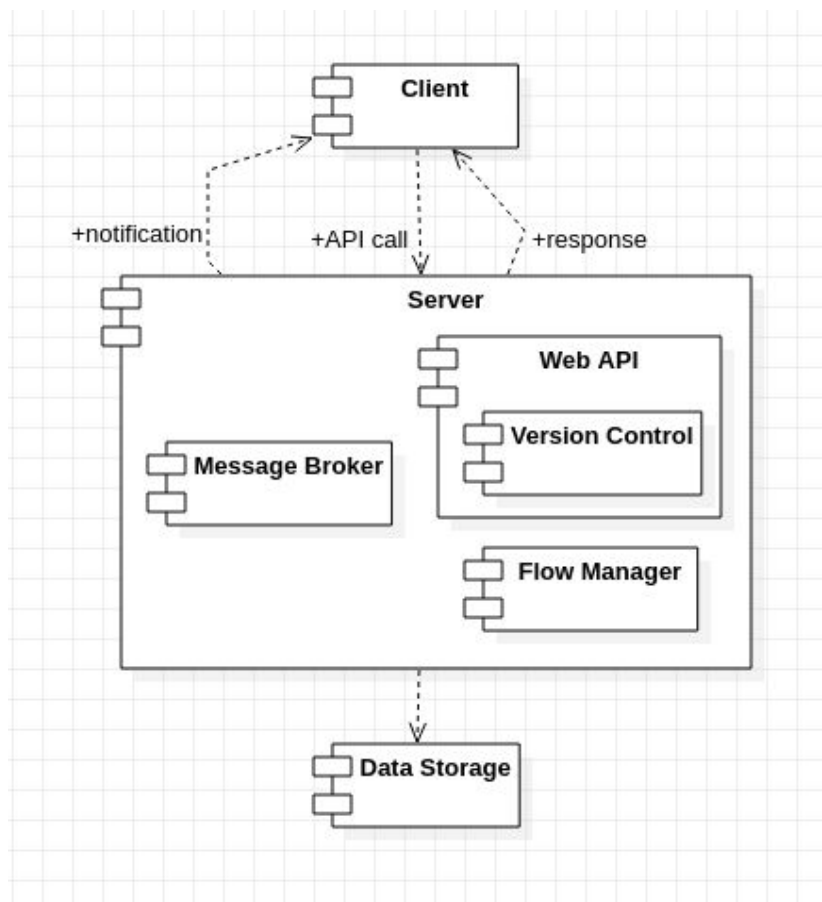 Client
+notification
+API call
+response
Server
Web API
Version Control
Message Broker
Flow Manager
Data Storage